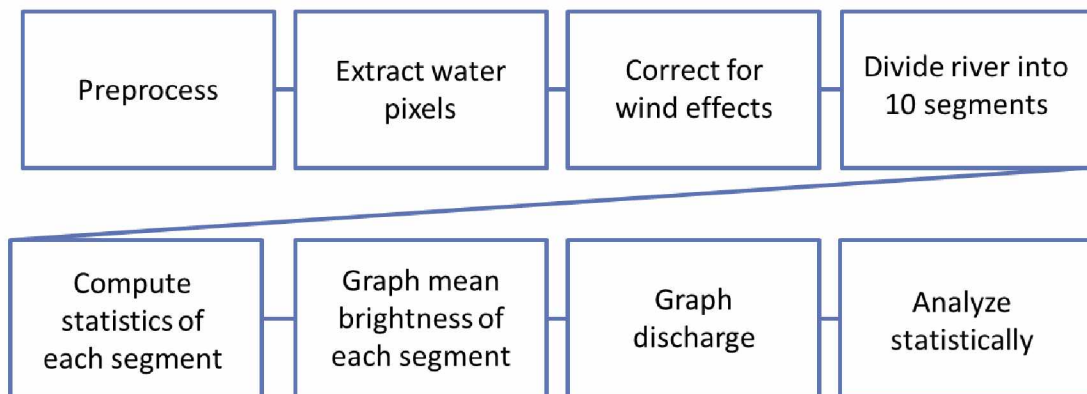 Preprocess
Extract water
pixels
Correct for
wind effects
Divide river into
10 segments
Compute
statistics of
each segment
Graph mean
brightness of
each segment
Graph
discharge
Analyze
statistically